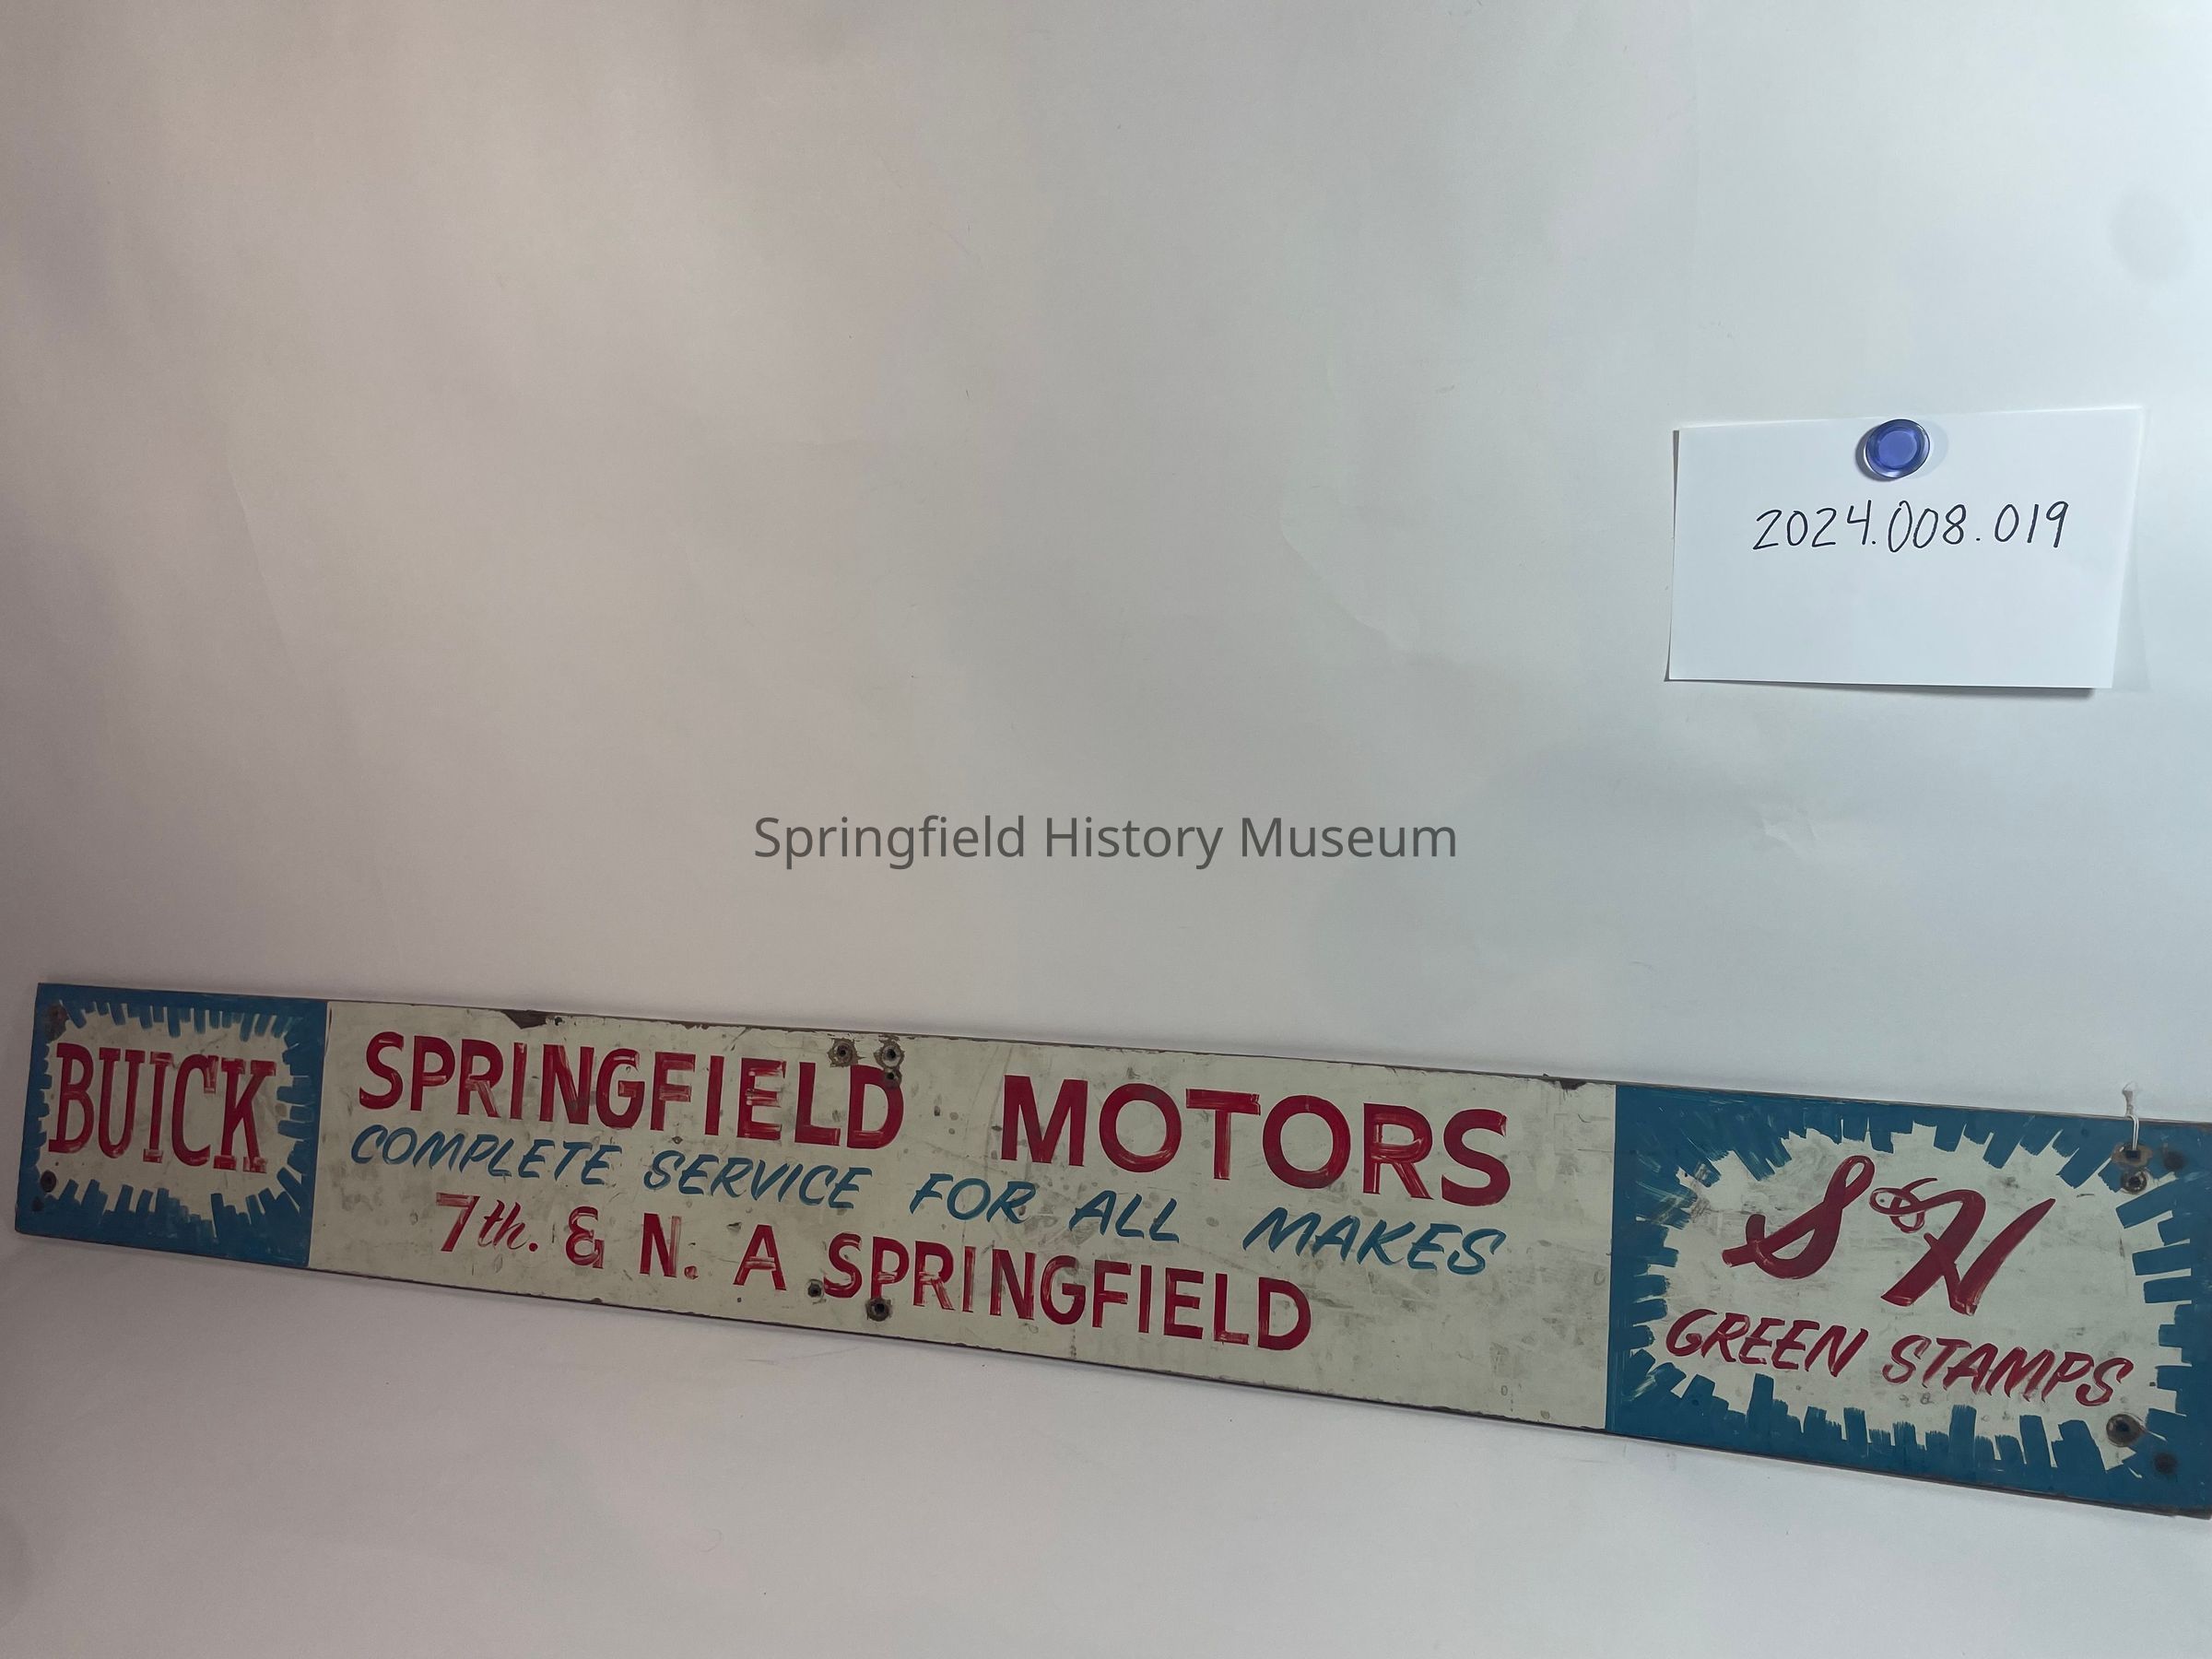 2024.008.019
Springfield History Museum
BUICK
SPRINGFIELD MOTORS
COMPLETE SERVICE FOR ALL MAKES
7th. & N. A SPRINGFIELD
S&H
GREEN STAMPS